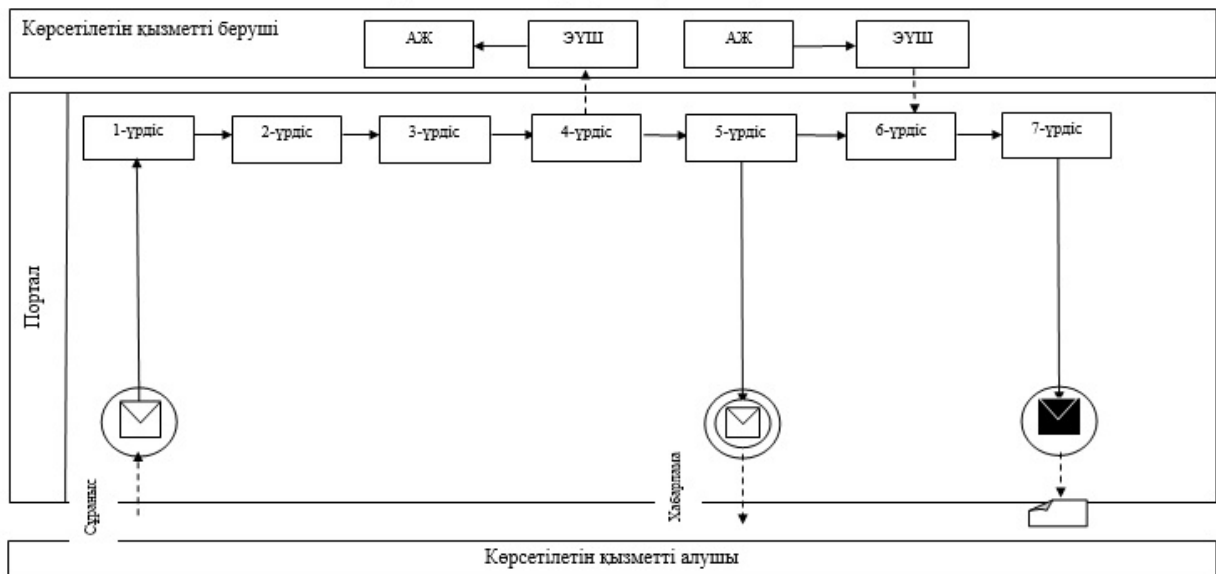 Көрсетілетін қызметті беруші
АЖ
ЭҮШ
АЖ
ЭҮШ
Портал
1-үрдіс
2-үрдіс
3-үрдіс
4-үрдіс
5-үрдіс
6-үрдіс
7-үрдіс
Сұраныс
Хабарлама
Көрсетілетін қызметті алушы